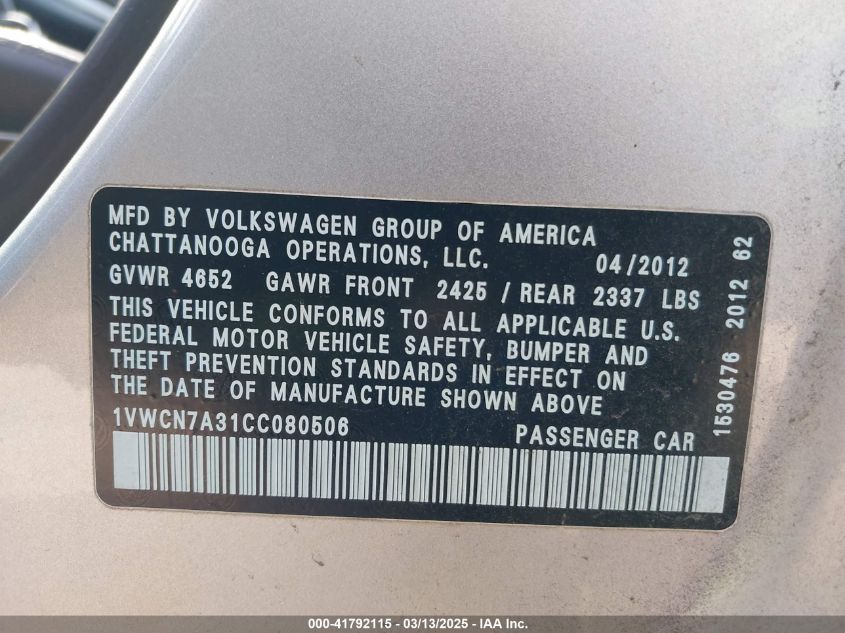 MFD BY VOLKSWAGEN GROUP OF AMERICA
CHATTANOOGA OPERATIONS, LLC. 04/2012
GVWR 4652 GAWR FRONT 2425 / REAR 2337 LBS
THIS VEHICLE CONFORMS TO ALL APPLICABLE U.S.
FEDERAL MOTOR VEHICLE SAFETY, BUMPER AND
THEFT PREVENTION STANDARDS IN EFFECT ON
THE DATE OF MANUFACTURE SHOWN ABOVE
1VWCN7A31CC080506 PASSENGER CAR
1530476 2012 62
000-41792115 - 03/13/2025 - IAA Inc.